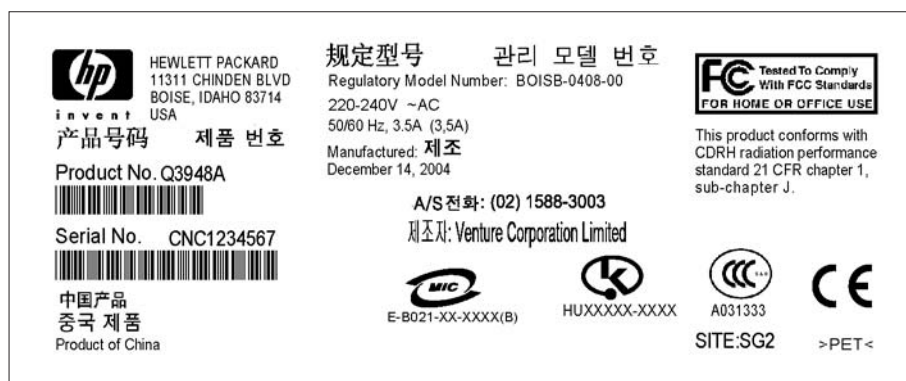 hp
invent
HEWLETT PACKARD
11311 CHINDEN BLVD
BOISE, IDAHO 83714
USA
产品号码 제품 번호
Product No. Q3948A
Serial No. CNC1234567
中国产品
중국 제품
Product of China
规定型号 관리 모델 번호
Regulatory Model Number: BOISB-0408-00
220-240V ~AC
50/60 Hz, 3.5A (3,5A)
Manufactured: 제조
December 14, 2004
A/S전화: (02) 1588-3003
제조자: Venture Corporation Limited
MIC
E-B021-XX-XXXX(B)
HUXXXXX-XXXX
FC Tested To Comply
With FCC Standards
FOR HOME OR OFFICE USE
This product conforms with
CDRH radiation performance
standard 21 CFR chapter 1,
sub-chapter J.
CCC
A031333
CE
SITE:SG2
>PET<